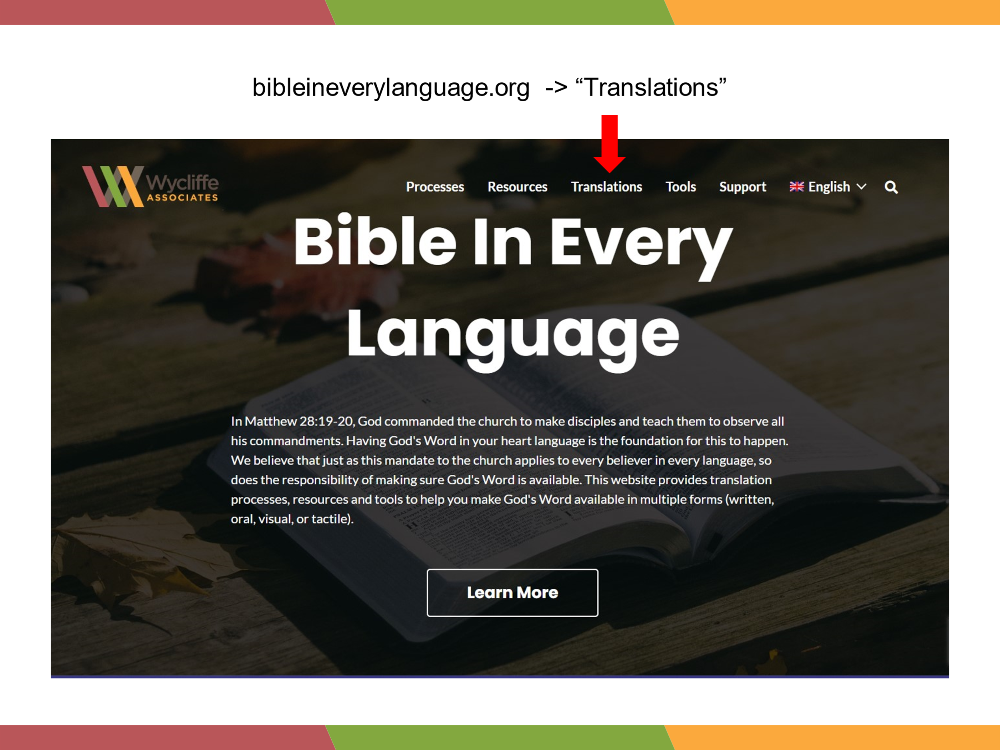 bibleineverylanguage.org -> “Translations”
Wycliffe
ASSOCIATES
Processes Resources Translations Tools Support English
Bible In Every
Language
In Matthew 28:19-20, God commanded the church to make disciples and teach them to observe all
his commandments. Having God's Word in your heart language is the foundation for this to happen.
We believe that just as this mandate to the church applies to every believer in every language, so
does the responsibility of making sure God's Word is available. This website provides translation
processes, resources and tools to help you make God's Word available in multiple forms (written,
oral, visual, or tactile).
Learn More